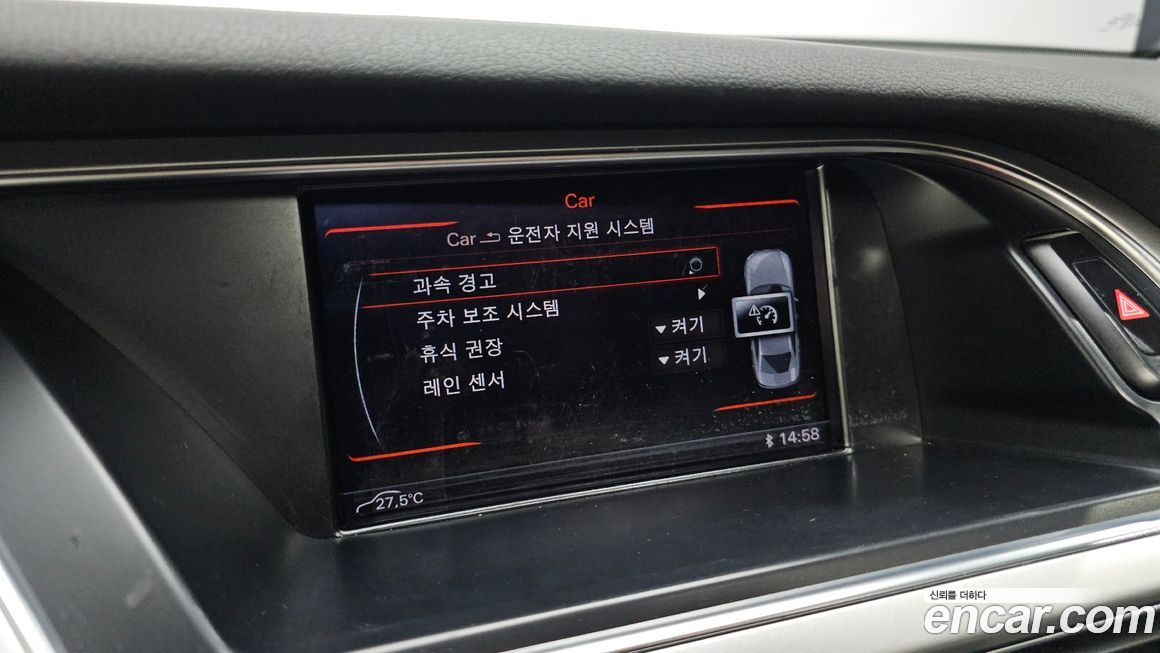 Car
Car 운전자 지원 시스템
과속 경고
주차 보조 시스템
휴식 권장 켜기
레인 센서 켜기
14:58
27,5°C
신뢰를 더하다
encar.com